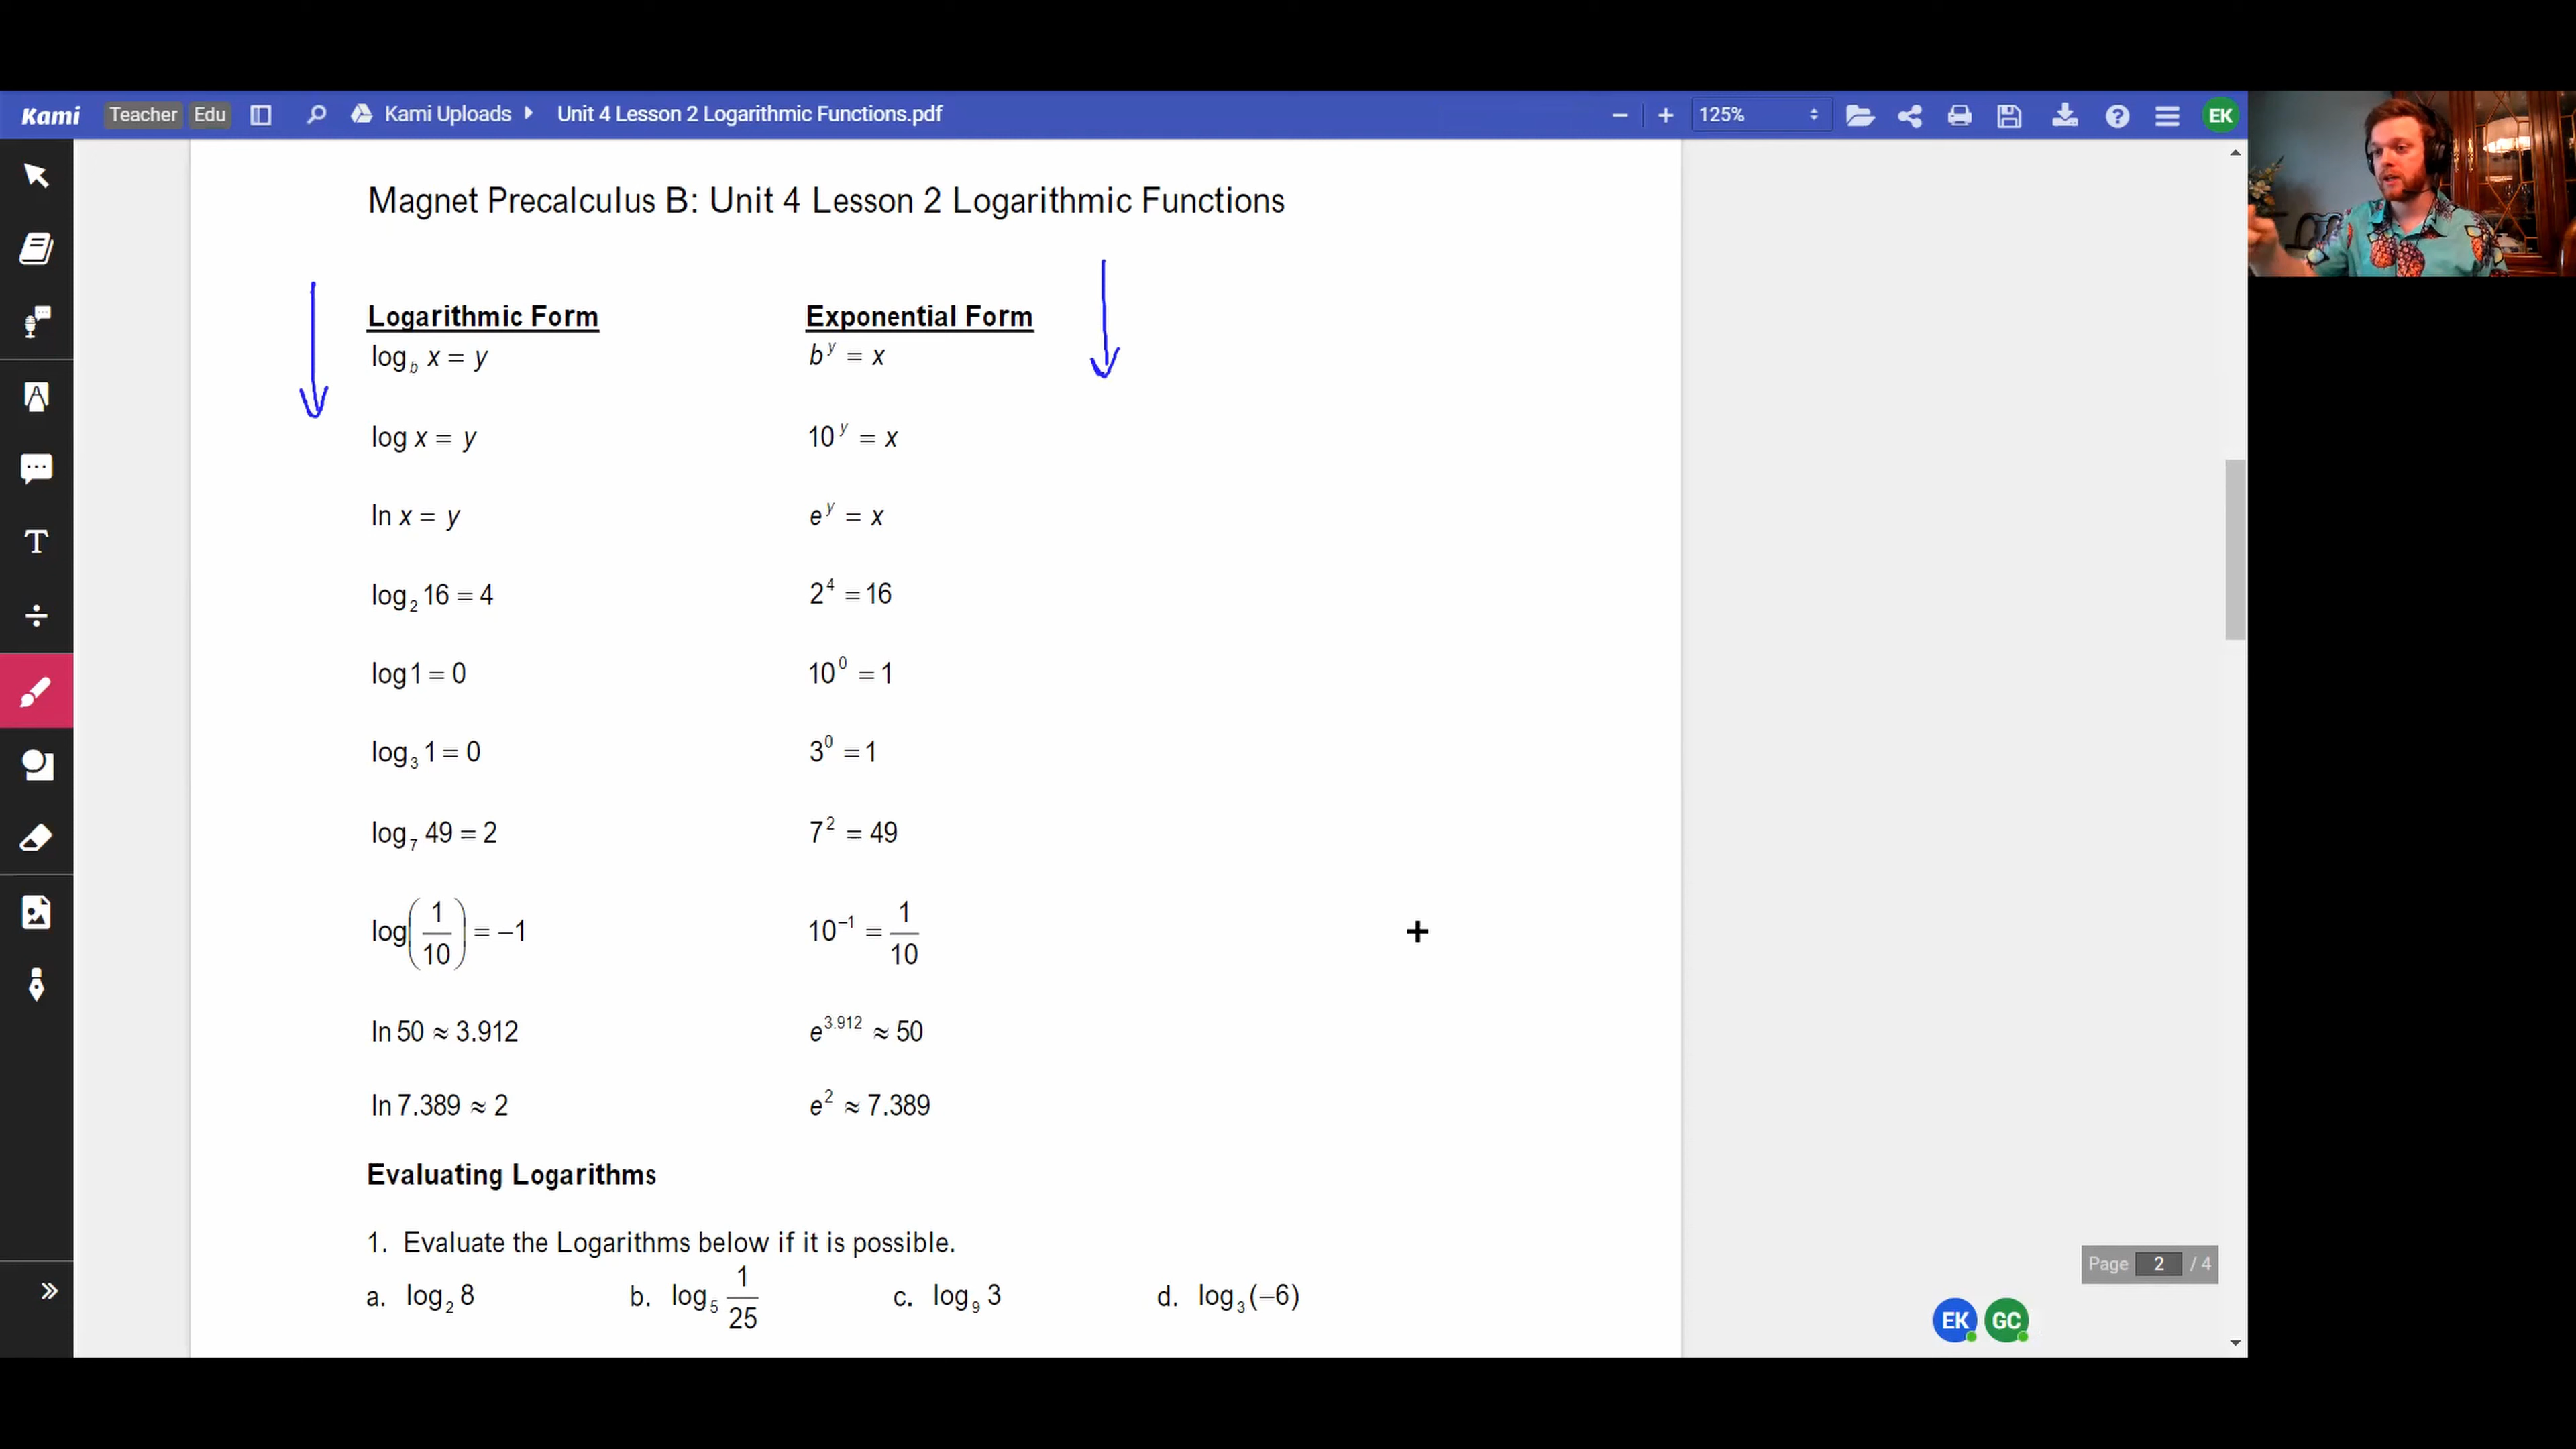 Kami Teacher Edu Kami Uploads Unit 4 Lesson 2 Logarithmic Functions.pdf 125% EK
Magnet Precalculus B: Unit 4 Lesson 2 Logarithmic Functions
Logarithmic Form Exponential Form
log_b x = y b^y = x
log x = y 10^y = x
ln x = y e^y = x
log_2 16 = 4 2^4 = 16
log 1 = 0 10^0 = 1
log_3 1 = 0 3^0 = 1
log_7 49 = 2 7^2 = 49
log(1/10) = −1 10^−1 = 1/10
ln 50 ≈ 3.912 e^3.912 ≈ 50
ln 7.389 ≈ 2 e^2 ≈ 7.389
Evaluating Logarithms
1. Evaluate the Logarithms below if it is possible.
a. log_2 8 b. log_5 1/25 c. log_9 3 d. log_3 (−6)
Page 2 / 4
EK GC